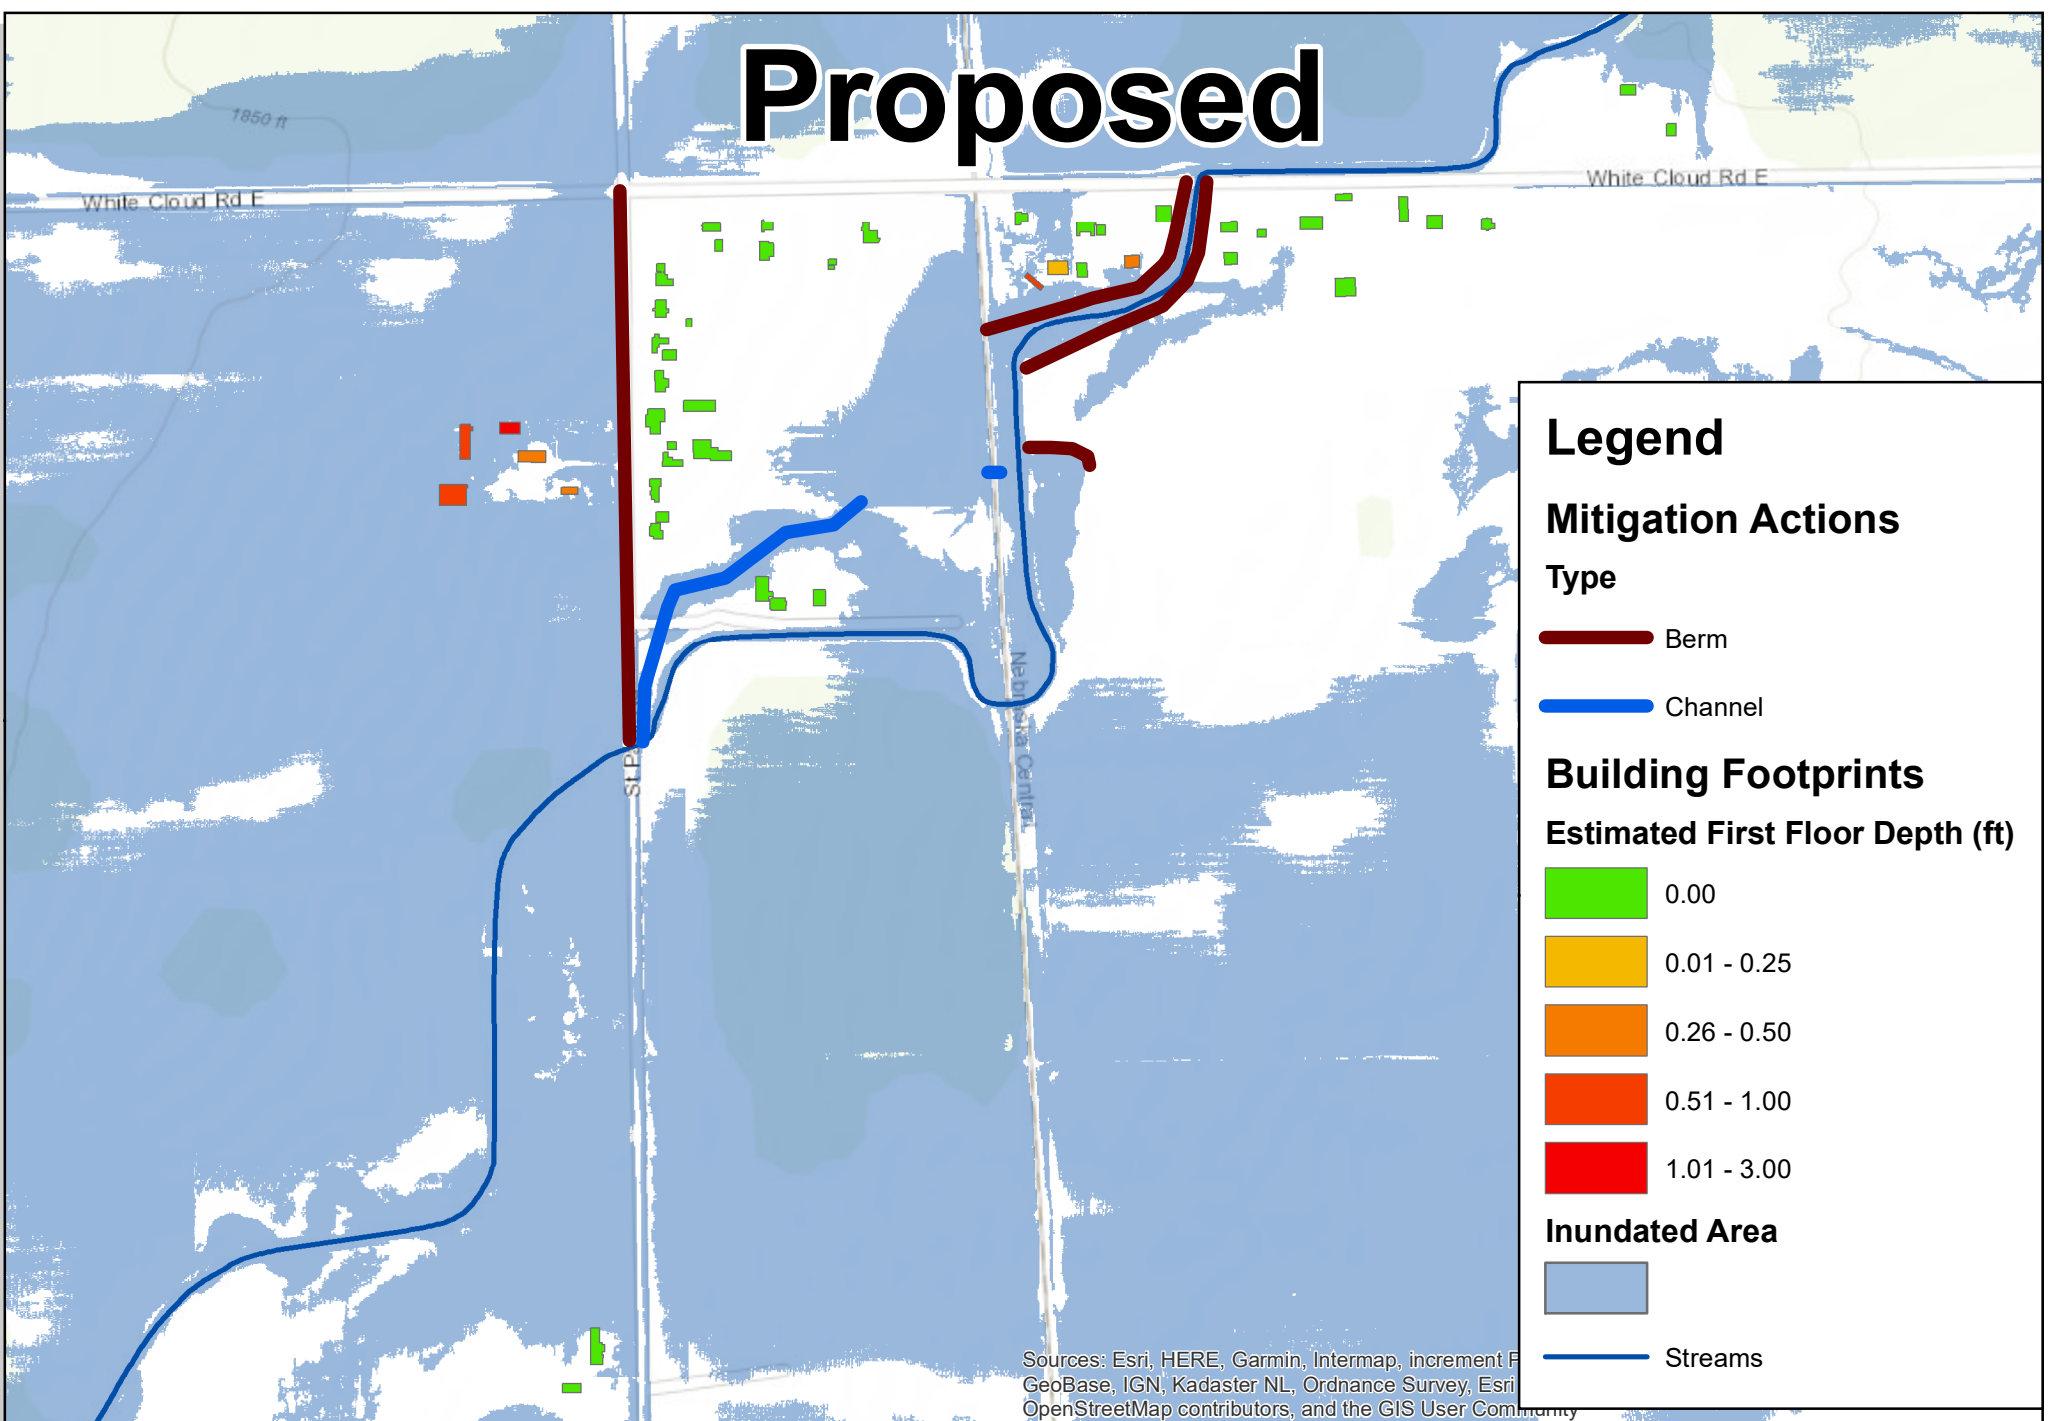 Proposed
1850 ft
White Cloud Rd E
White Cloud Rd E
St P
Nebraska Central
Legend
Mitigation Actions
Type
Berm
Channel
Building Footprints
Estimated First Floor Depth (ft)
0.00
0.01 - 0.25
0.26 - 0.50
0.51 - 1.00
1.01 - 3.00
Inundated Area
Streams
Sources: Esri, HERE, Garmin, Intermap, increment P
GeoBase, IGN, Kadaster NL, Ordnance Survey, Esri
OpenStreetMap contributors, and the GIS User Community